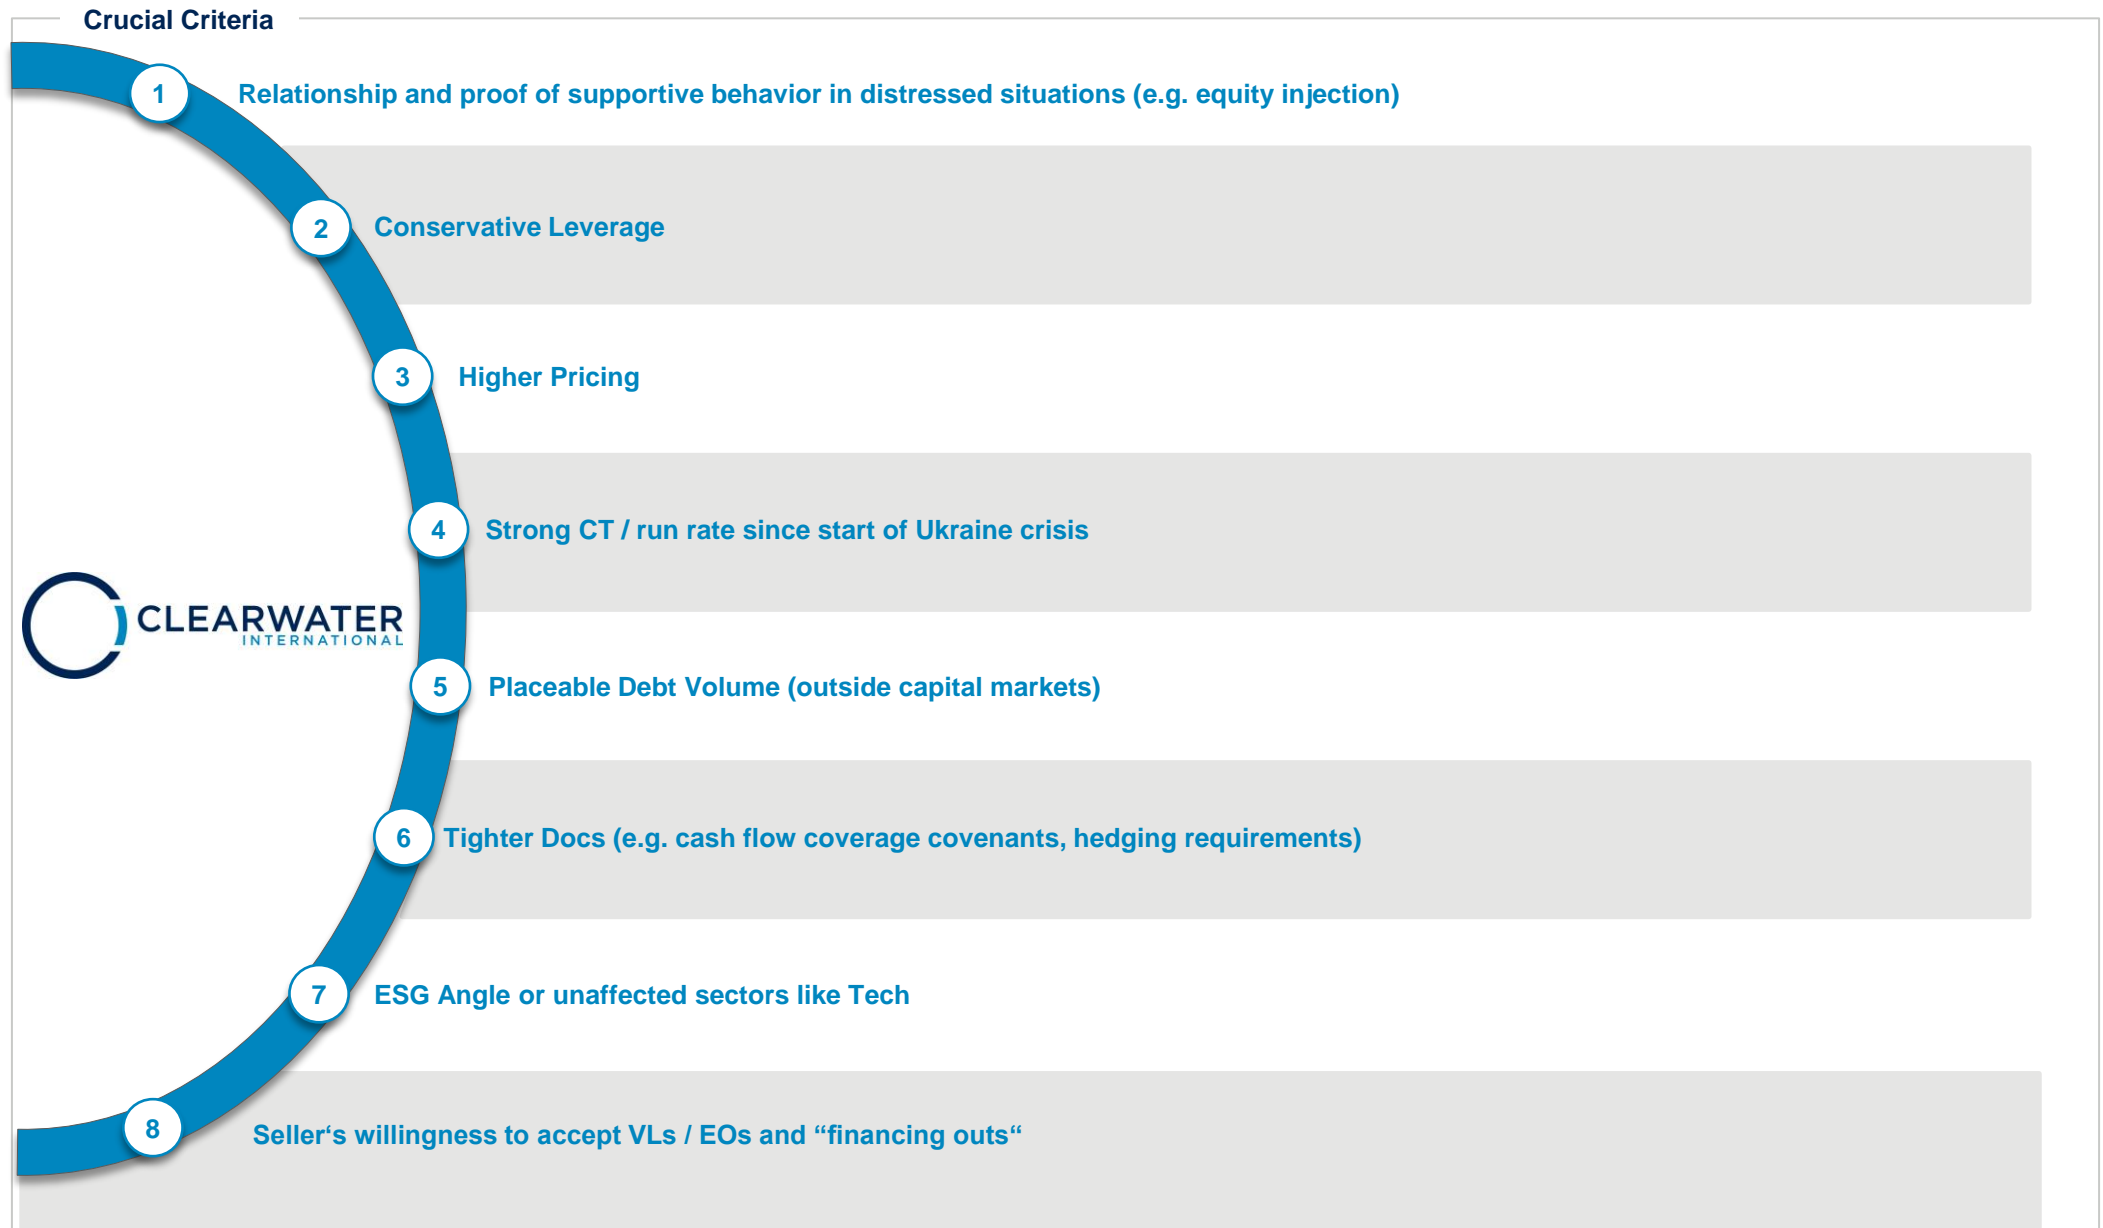 Crucial Criteria
1
Relationship and proof of supportive behavior in distressed situations (e.g. equity injection)
2
Conservative Leverage
3
Higher Pricing
4
Strong CT / run rate since start of Ukraine crisis
CLEARWATER
INTERNATIONAL
5
Placeable Debt Volume (outside capital markets)
6
Tighter Docs (e.g. cash flow coverage covenants, hedging requirements)
7
ESG Angle or unaffected sectors like Tech
8
Seller‘s willingness to accept VLs / EOs and “financing outs“